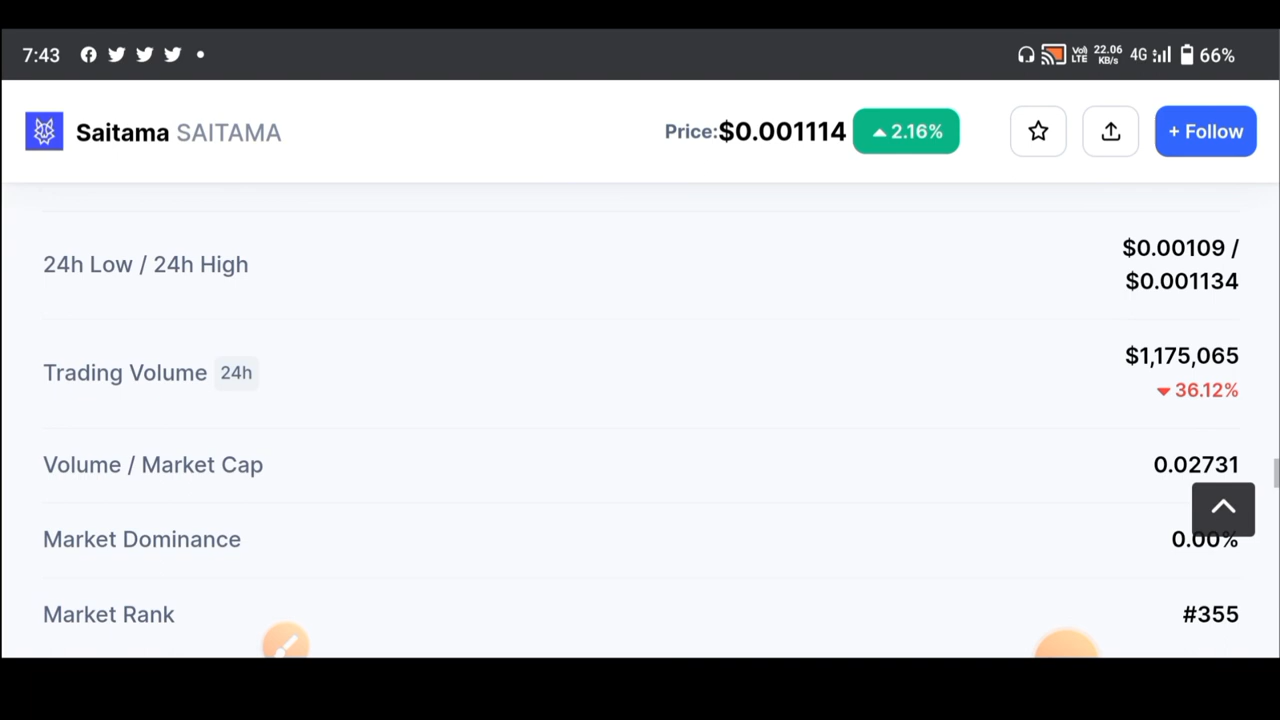 7:43 Vo) LTE 22.06 KB/s 4G 66%
Saitama SAITAMA Price:$0.001114 2.16% + Follow
24h Low / 24h High $0.00109 /
$0.001134
Trading Volume 24h $1,175,065
36.12%
Volume / Market Cap 0.02731
Market Dominance 0.00%
Market Rank #355